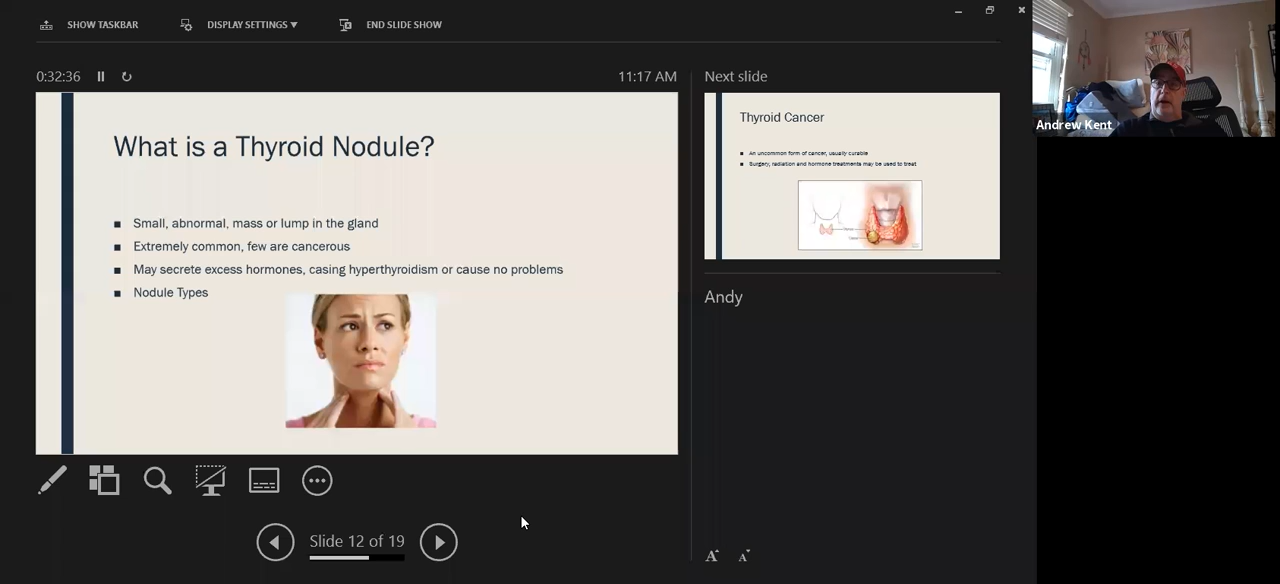 SHOW TASKBAR
DISPLAY SETTINGS ▼
END SLIDE SHOW
0:32:36
11:17 AM
What is a Thyroid Nodule?
■ Small, abnormal, mass or lump in the gland
■ Extremely common, few are cancerous
■ May secrete excess hormones, casing hyperthyroidism or cause no problems
■ Nodule Types
Slide 12 of 19
Next slide
Thyroid Cancer
■ An uncommon form of cancer, usually curable
■ Surgery, radiation and hormone treatments may be used to treat
Andy
A A
Andrew Kent